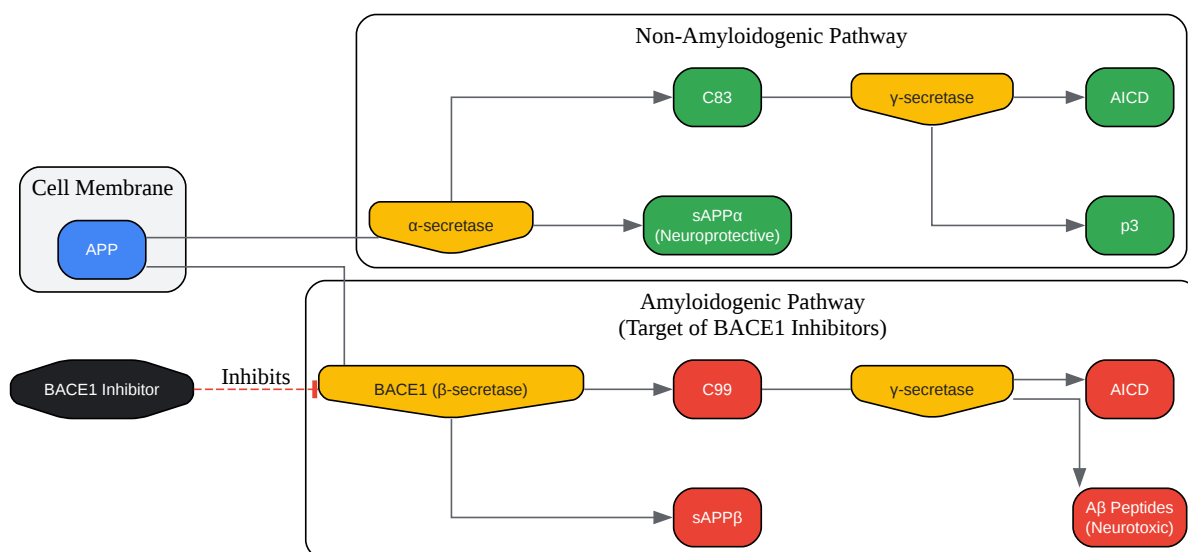 Non-Amyloidogenic Pathway
C83
γ-secretase
AICD
Cell Membrane
APP
α-secretase
sAPPα
(Neuroprotective)
p3
Amyloidogenic Pathway
(Target of BACE1 Inhibitors)
BACE1 Inhibitor
Inhibits
BACE1 (β-secretase)
C99
γ-secretase
AICD
sAPPβ
Aβ Peptides
(Neurotoxic)